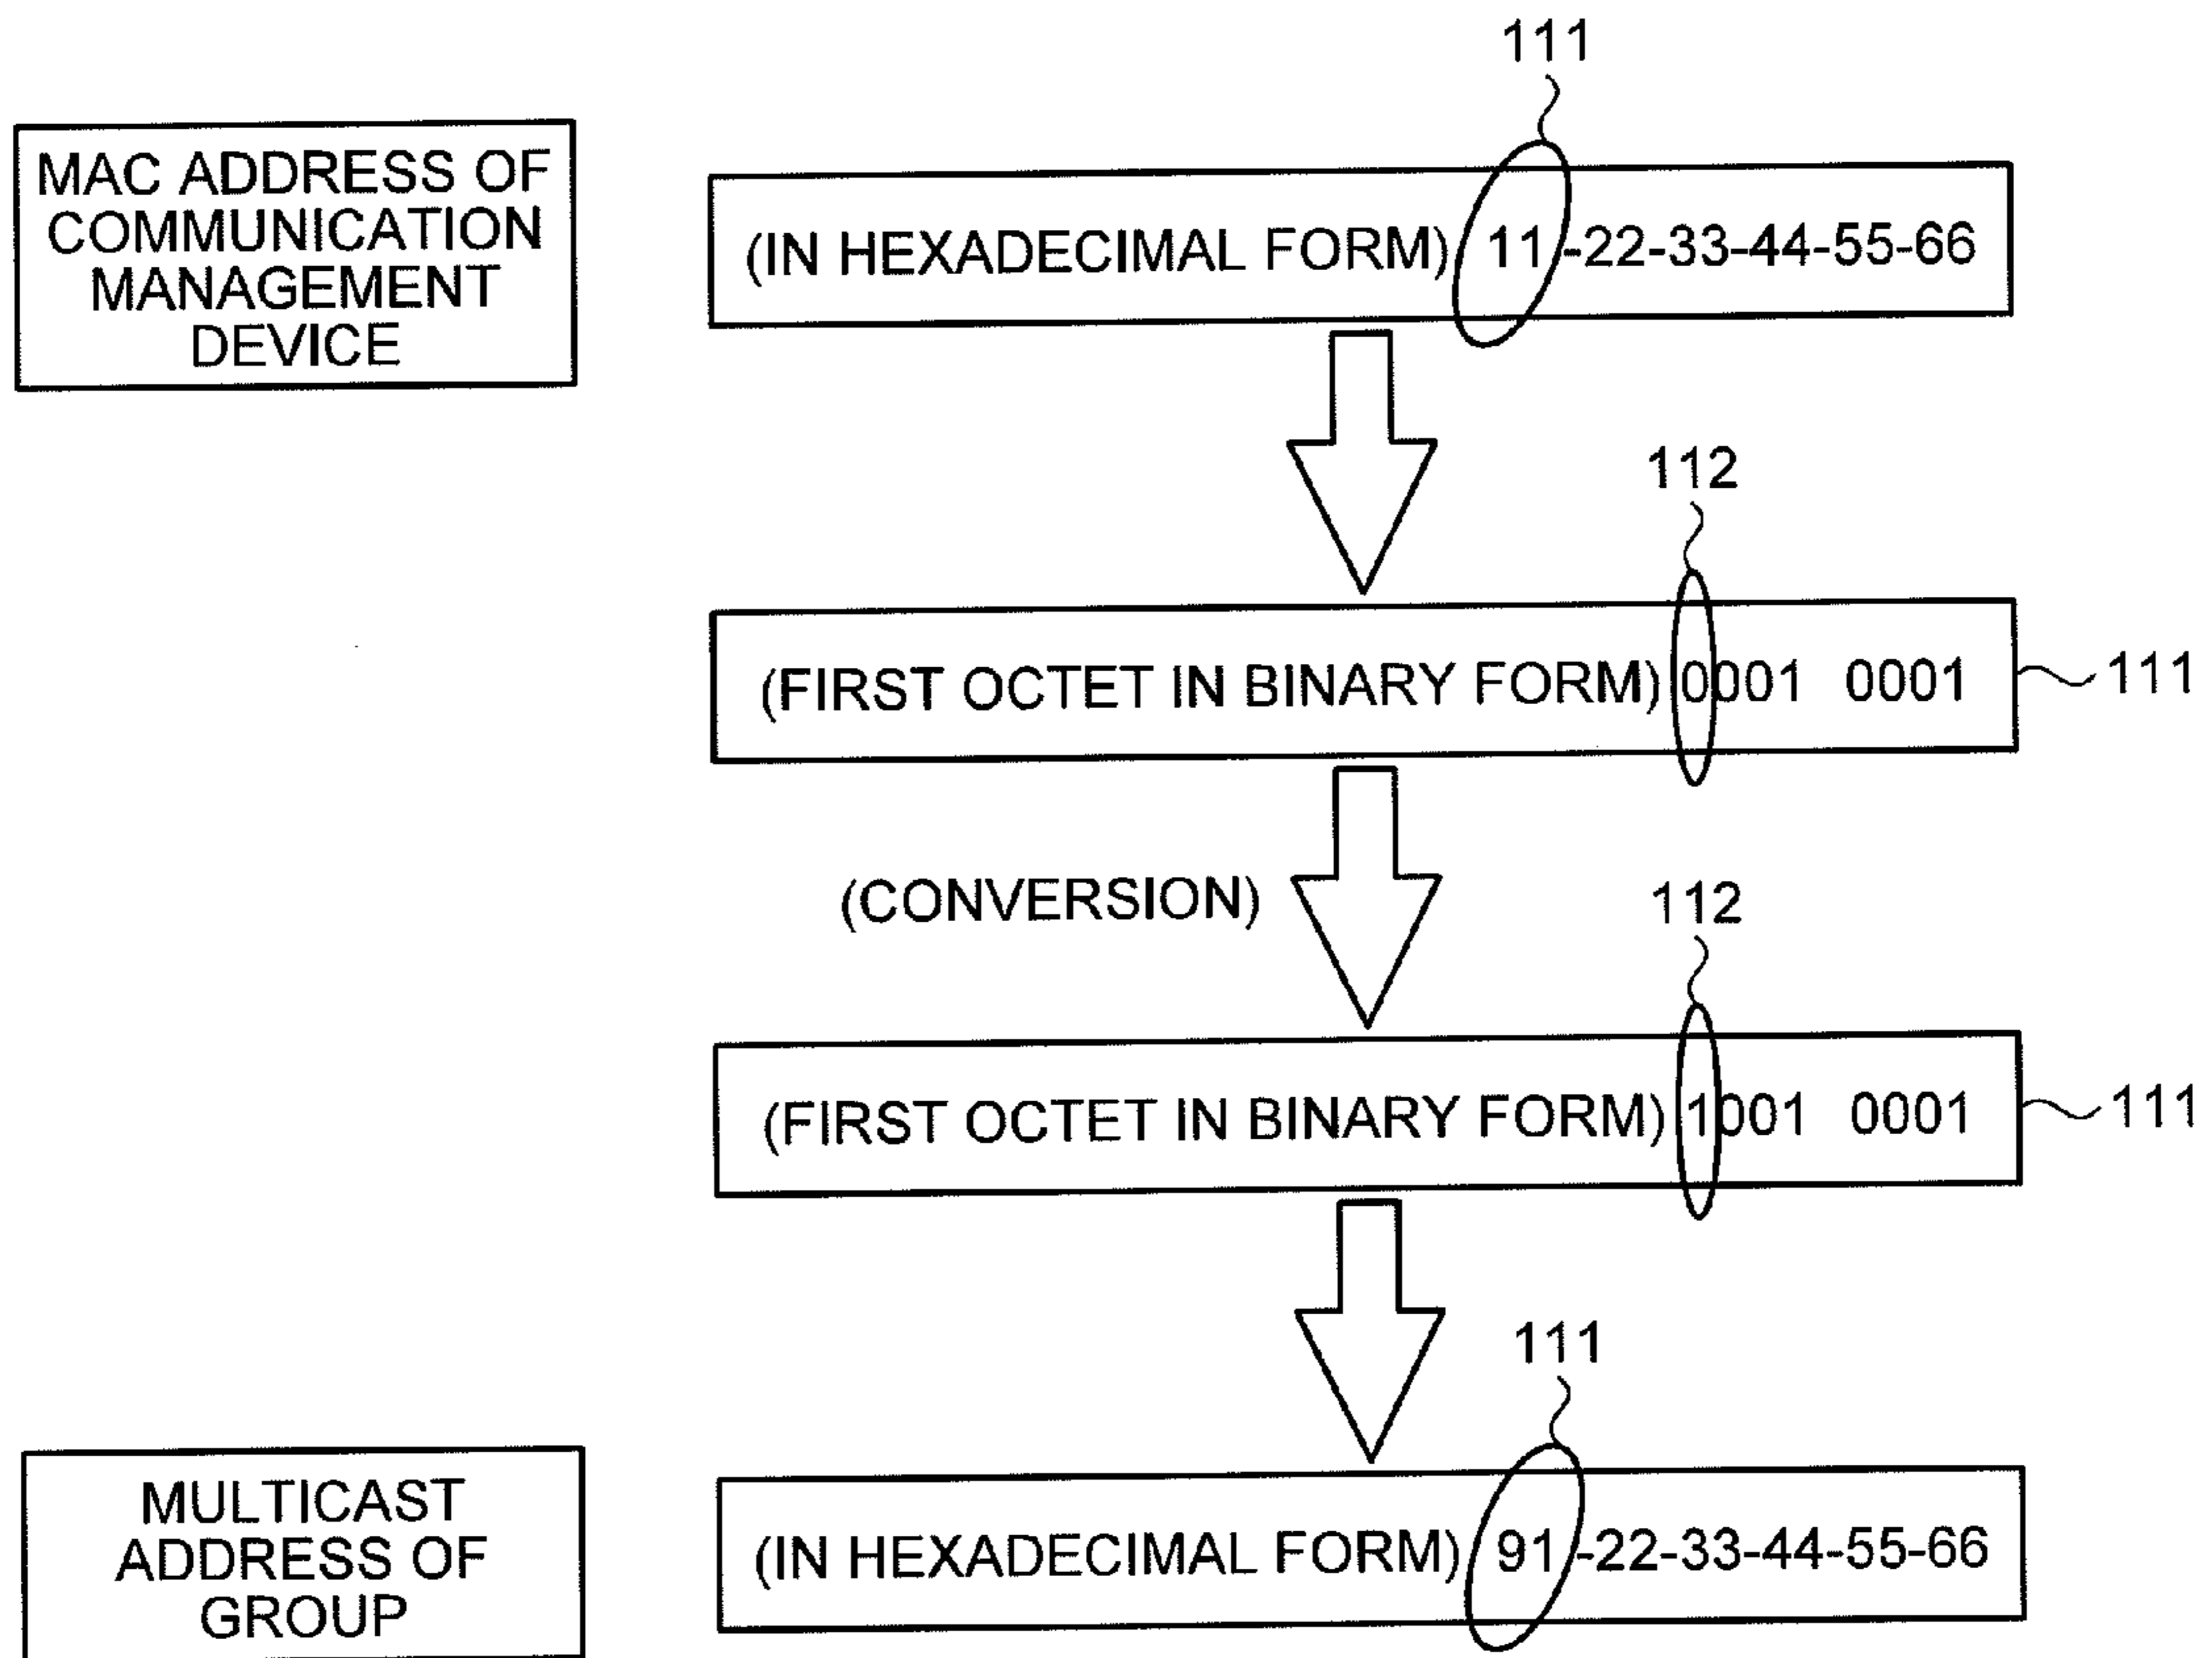 111
MAC ADDRESS OF
COMMUNICATION
MANAGEMENT
DEVICE
(IN HEXADECIMAL FORM) 11-22-33-44-55-66
112
(FIRST OCTET IN BINARY FORM) 0001 0001
111
(CONVERSION)
112
(FIRST OCTET IN BINARY FORM) 1001 0001
111
111
MULTICAST
ADDRESS OF
GROUP
(IN HEXADECIMAL FORM) 91-22-33-44-55-66